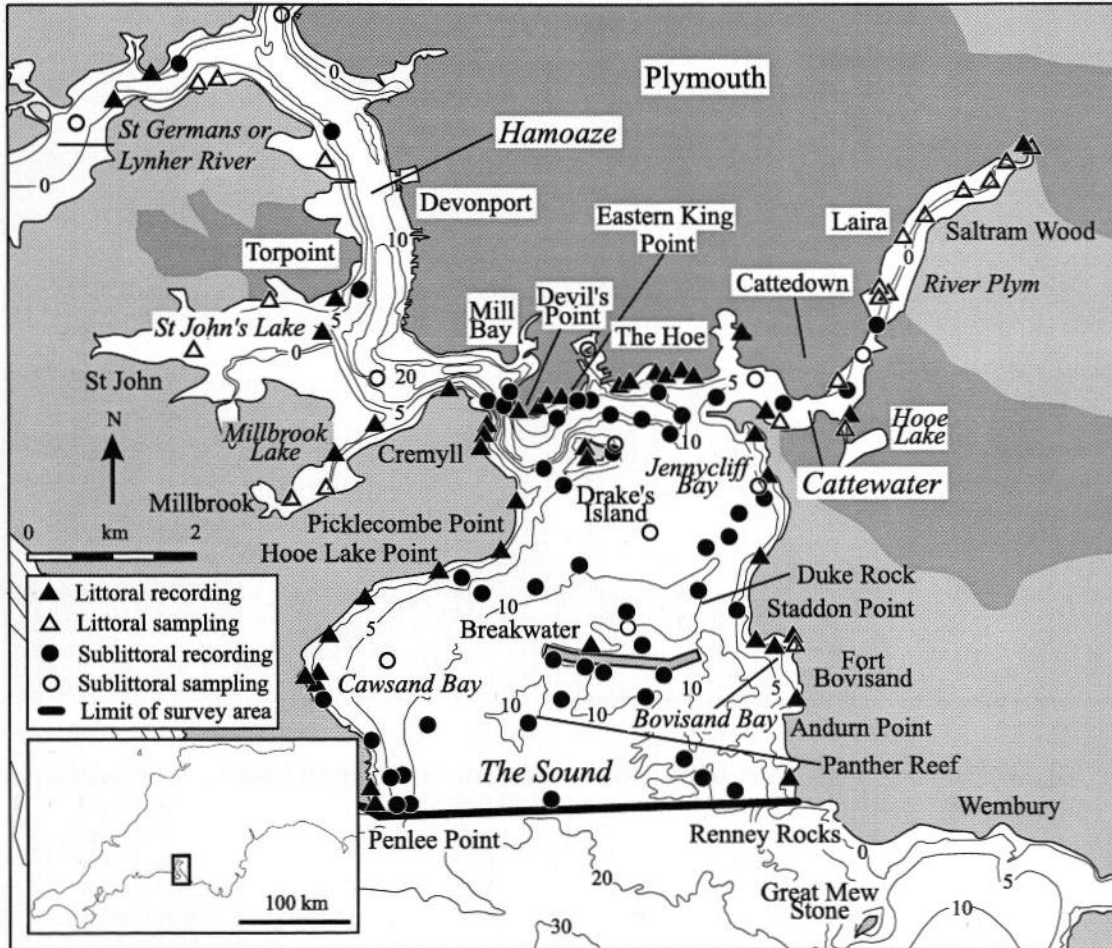 0
Plymouth
St Germans or
Lynher River
Hamoaze
0
0
Devonport
Eastern King
Point
Laira
0
Saltram Wood
10
Torpoint
Cattedown
River Plym
Mill
Bay
Devil's
Point
The Hoe
St John's Lake
5
0
St John
20
5
5
N
Millbrook
Lake
Cremyll
10
Hooe
Lake
Jennycliff
Bay
Cattewater
Millbrook
Drake's
Island
0
km
2
Picklecombe Point
Hooe Lake Point
Duke Rock
10
Littoral recording
Littoral sampling
Sublittoral recording
Sublittoral sampling
Limit of survey area
5
Breakwater
Staddon Point
Cawsand Bay
10
5
Fort
Bovisand
10
10
Bovisand Bay
Andurn Point
The Sound
Panther Reef
Wembury
Penlee Point
Renney Rocks
0
20
5
Great Mew
Stone
10
100 km
30